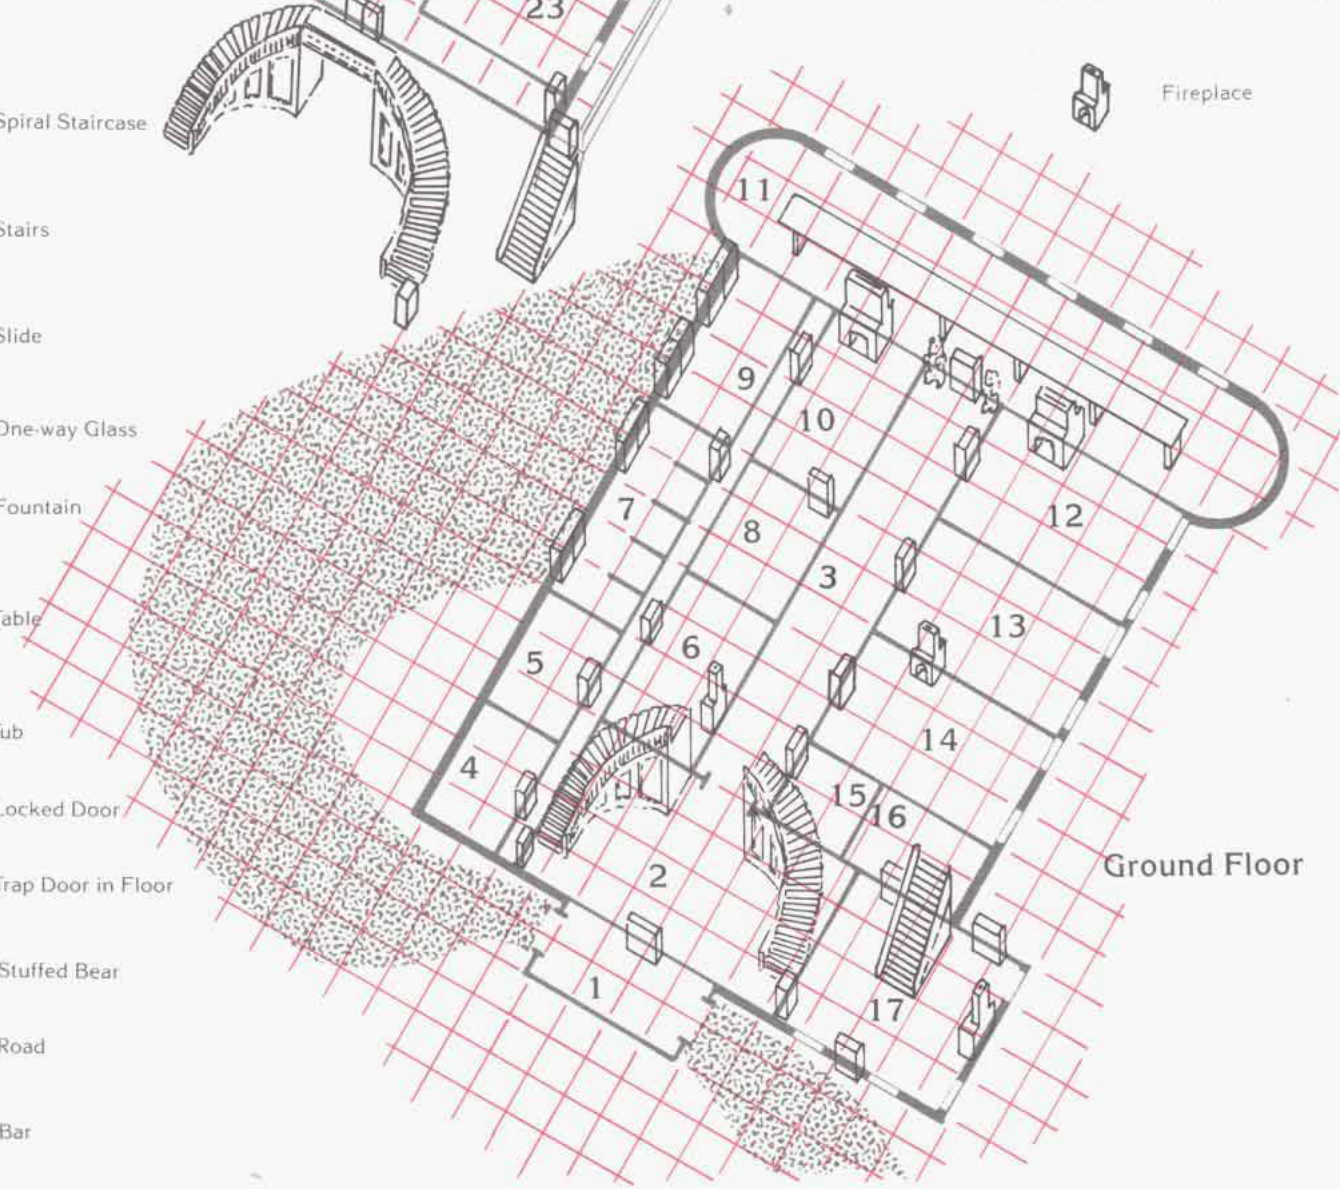 23
Fireplace
Spiral Staircase
Stairs
Slide
One-way Glass
Fountain
Table
Tub
Locked Door
Trap Door in Floor
Stuffed Bear
Road
Bar
11
9
10
12
7
8
3
13
5
6
14
4
15
16
2
Ground Floor
1
17